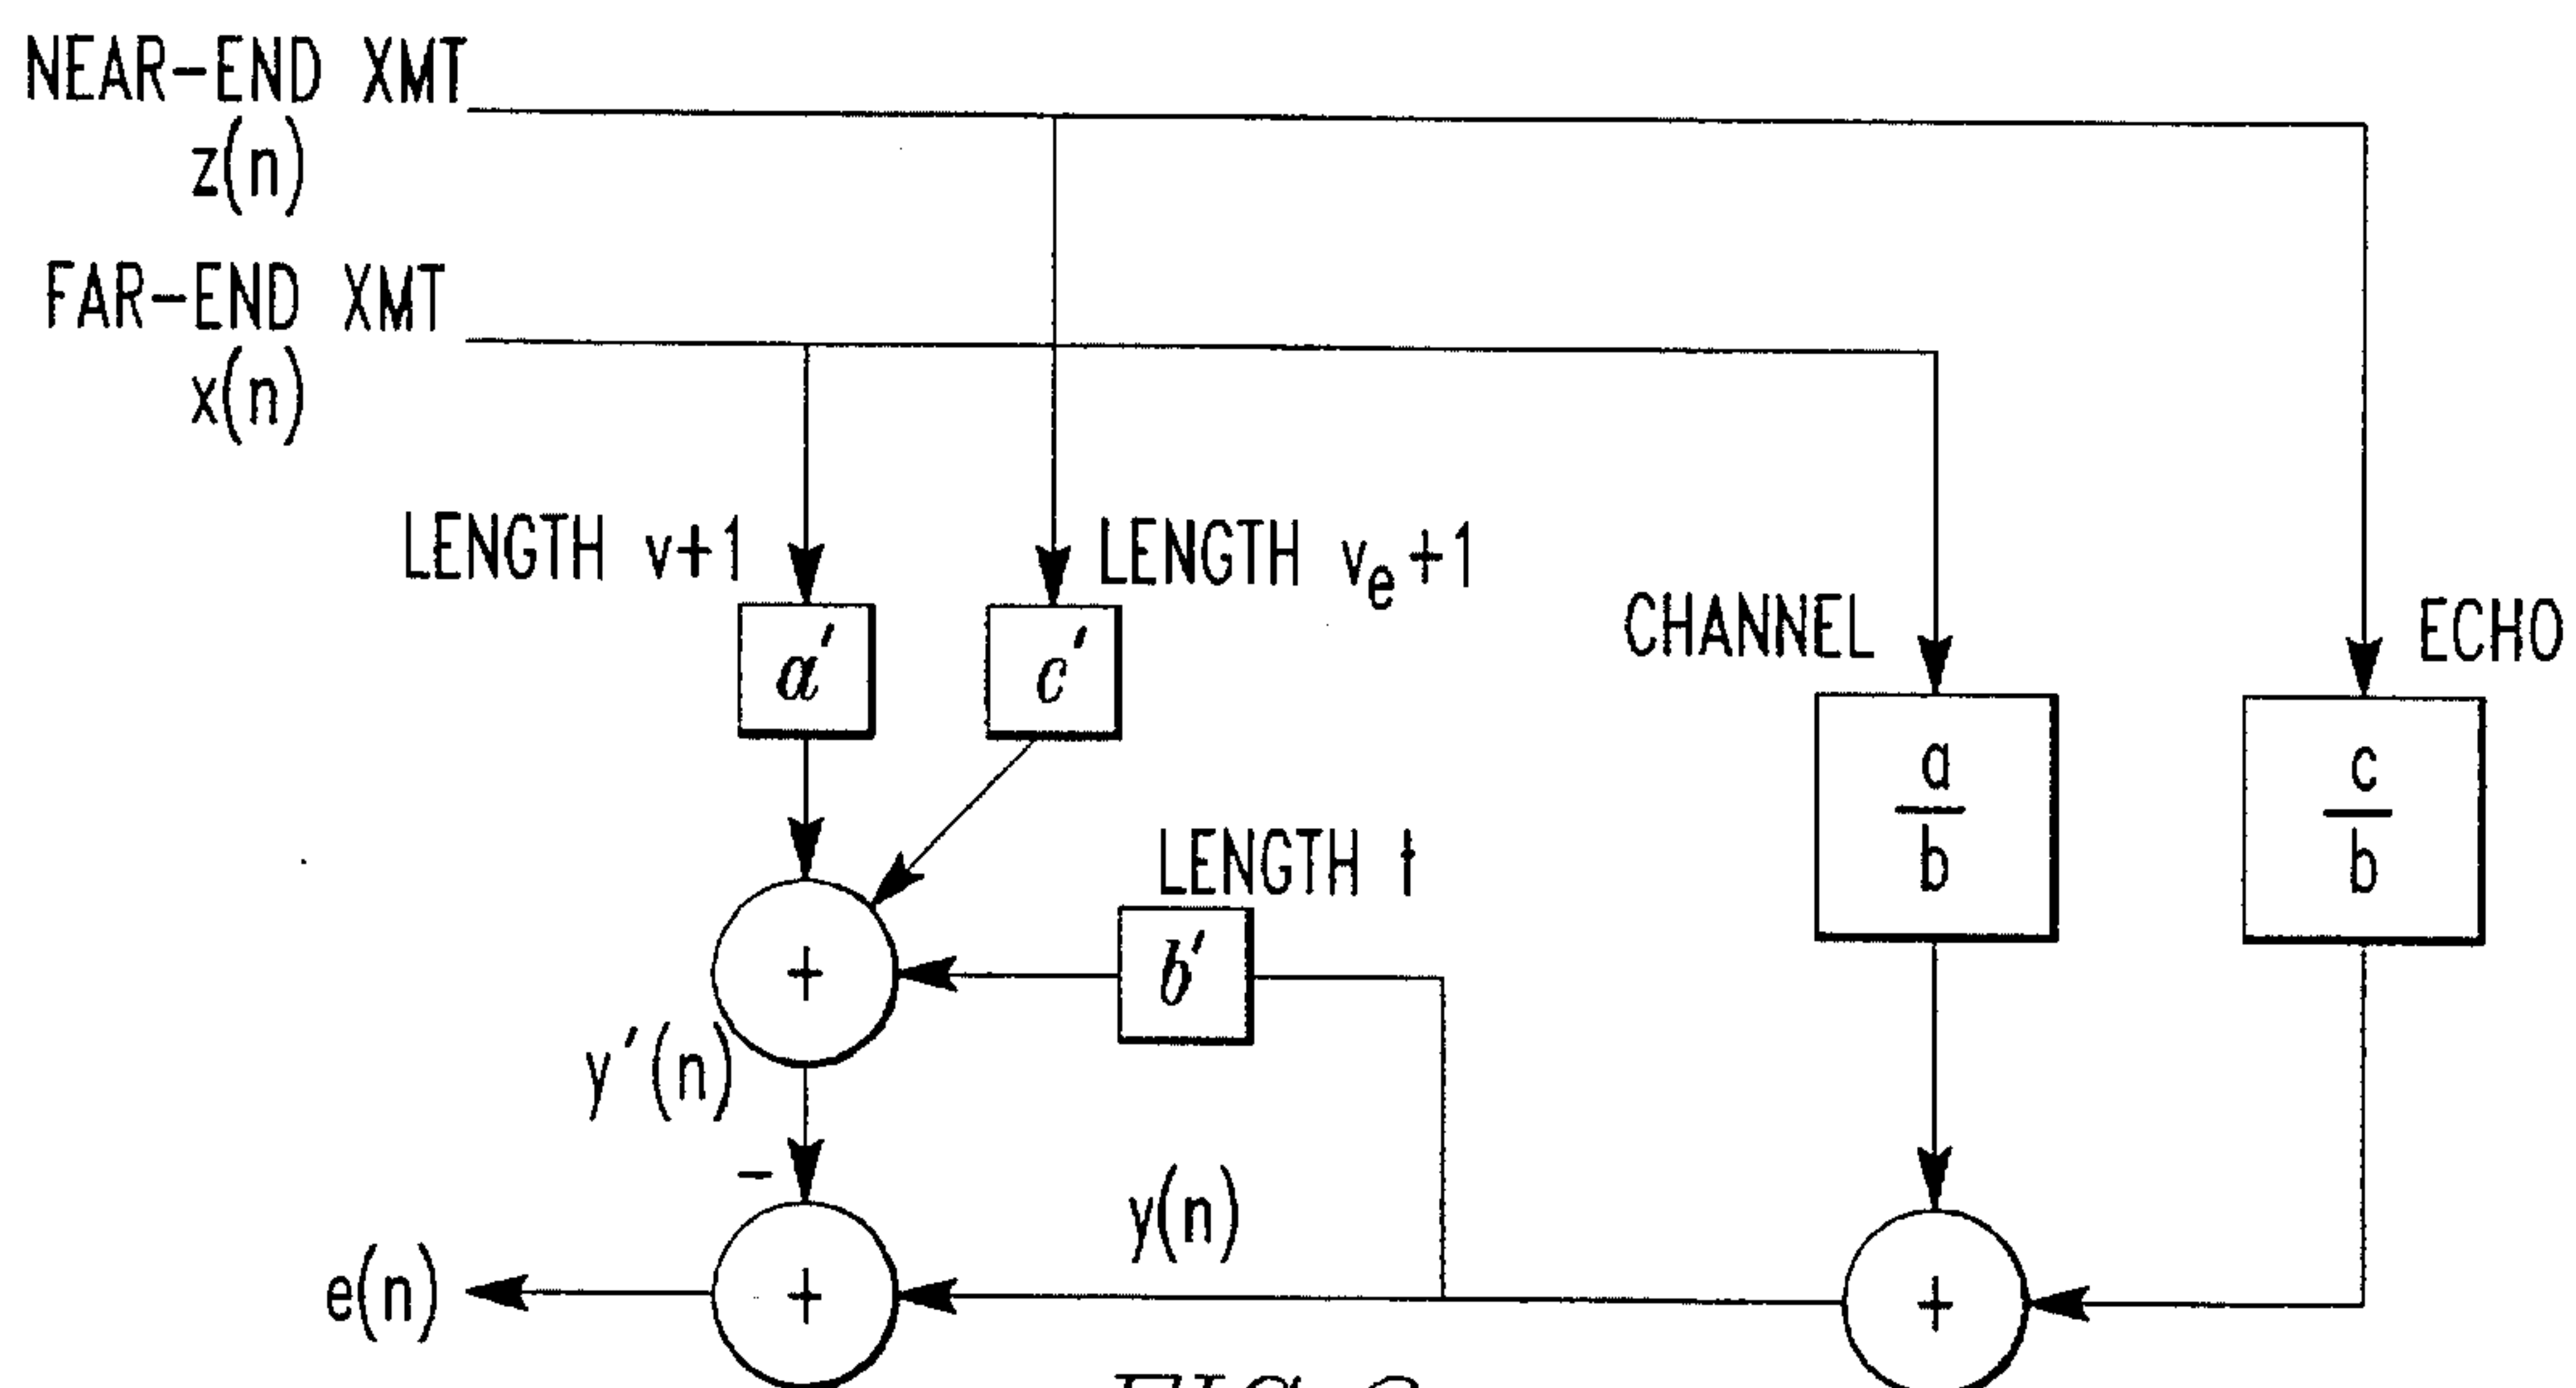 NEAR-END XMT
z(n)
FAR-END XMT
x(n)
LENGTH v+1
LENGTH vₑ+1
a′
c′
CHANNEL
ECHO
a
b
c
b
LENGTH t
b′
+
y′(n)
-
y(n)
e(n)
+
+